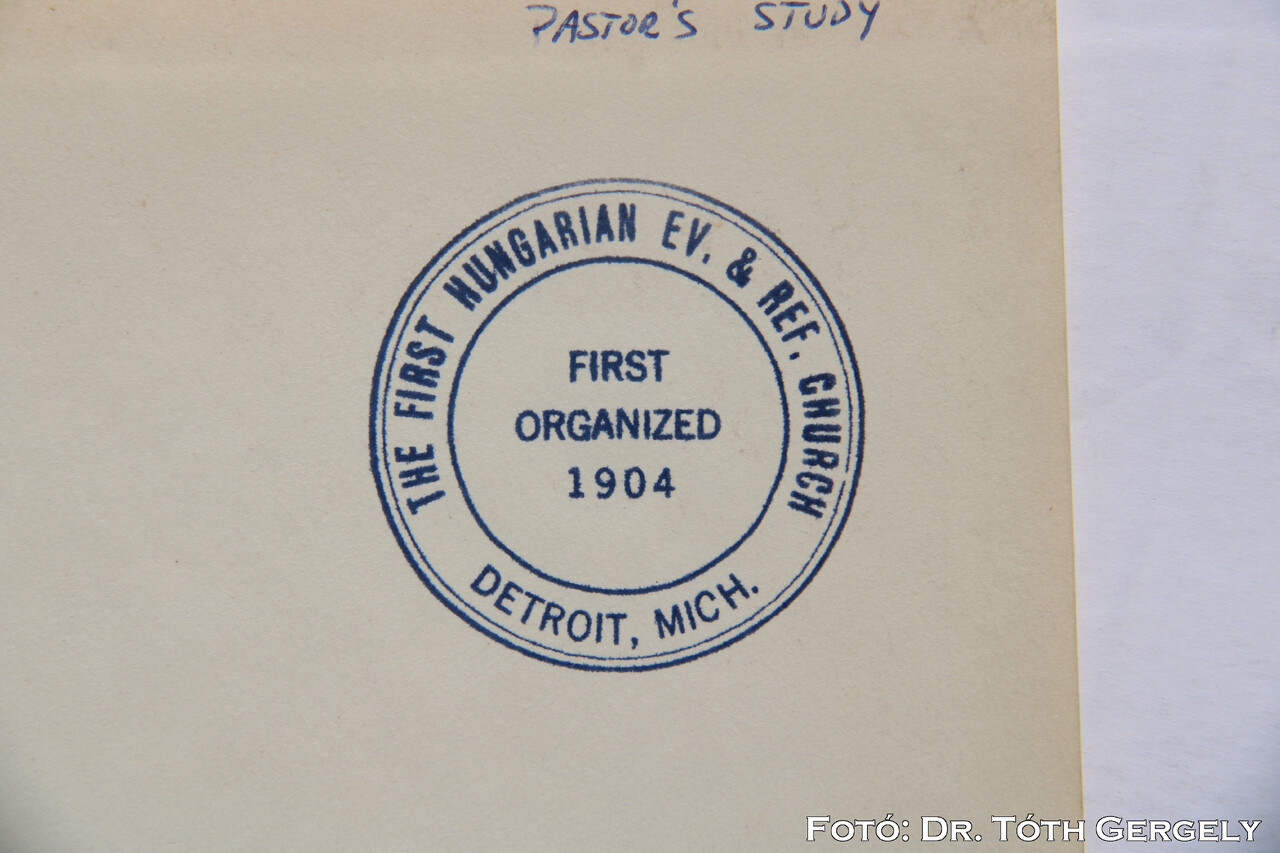 PASTOR'S STUDY
THE FIRST HUNGARIAN EV. & REF. CHURCH
FIRST
ORGANIZED
1904
DETROIT, MICH.
FOTÓ: DR. TÓTH GERGELY